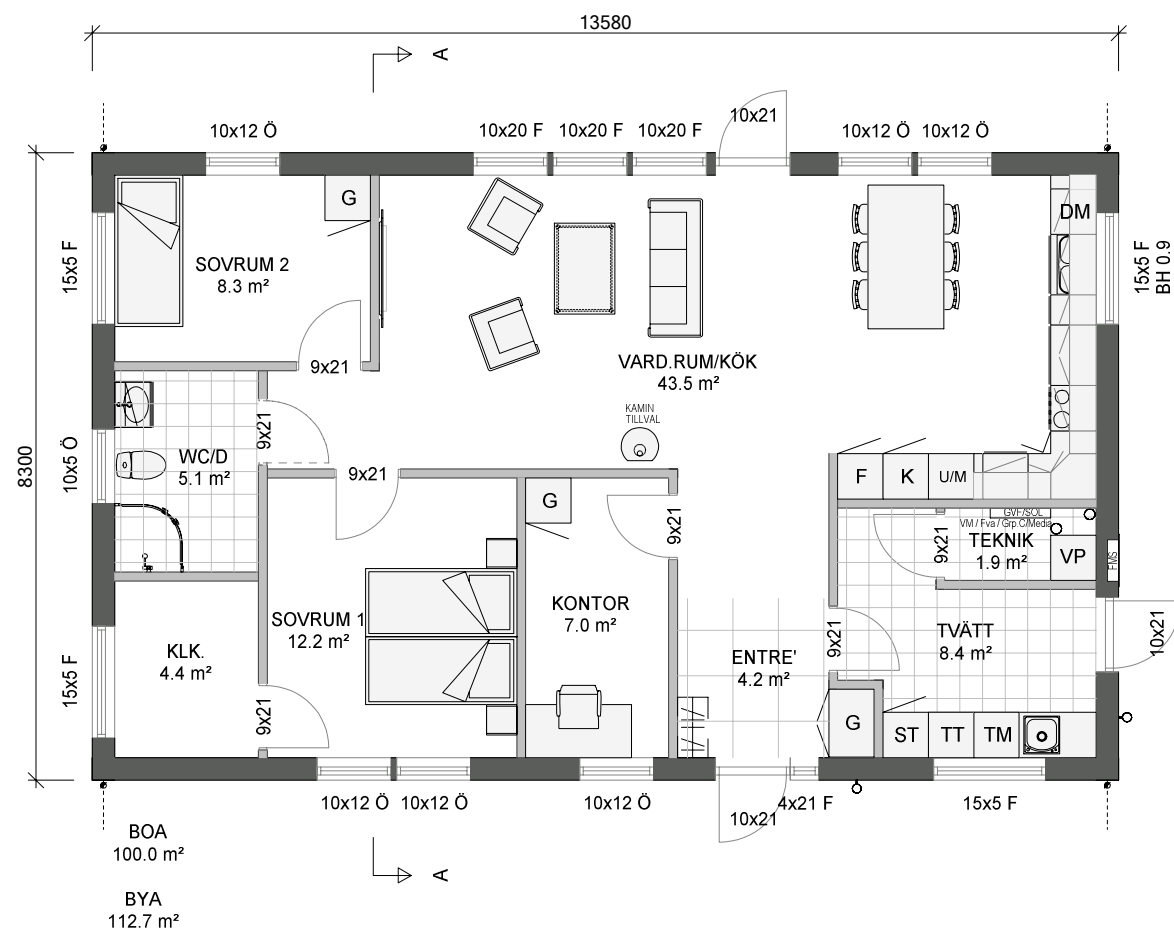 13580
A
10x12 Ö
10x20 F
10x20 F
10x20 F
10x21
10x12 Ö
10x12 Ö
G
DM
15x5 F
SOVRUM 2
8.3 m²
15x5 F
BH 0.9
VARD.RUM/KÖK
43.5 m²
9x21
KAMIN
TILLVAL
9x21
8300
10x5 Ö
WC/D
5.1 m²
9x21
F
K
U/M
G
GVF/SOL
VM / Fva / Grp.C/Media
TEKNIK
1.9 m²
9x21
9x21
VP
FMS
SOVRUM 1
12.2 m²
KONTOR
7.0 m²
KLK.
4.4 m²
ENTRE'
4.2 m²
9x21
TVÄTT
8.4 m²
10x21
15x5 F
9x21
G
ST
TT
TM
10x12 Ö
10x12 Ö
10x12 Ö
10x21
4x21 F
15x5 F
BOA
100.0 m²
A
BYA
112.7 m²